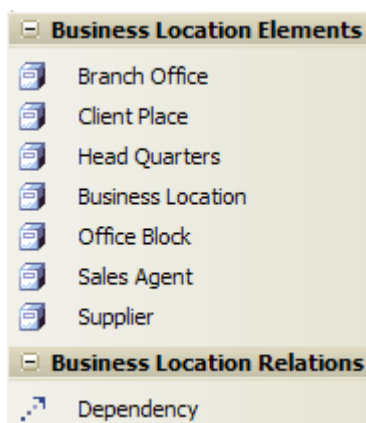 Business Location Elements
Branch Office
Client Place
Head Quarters
Business Location
Office Block
Sales Agent
Supplier
Business Location Relations
Dependency